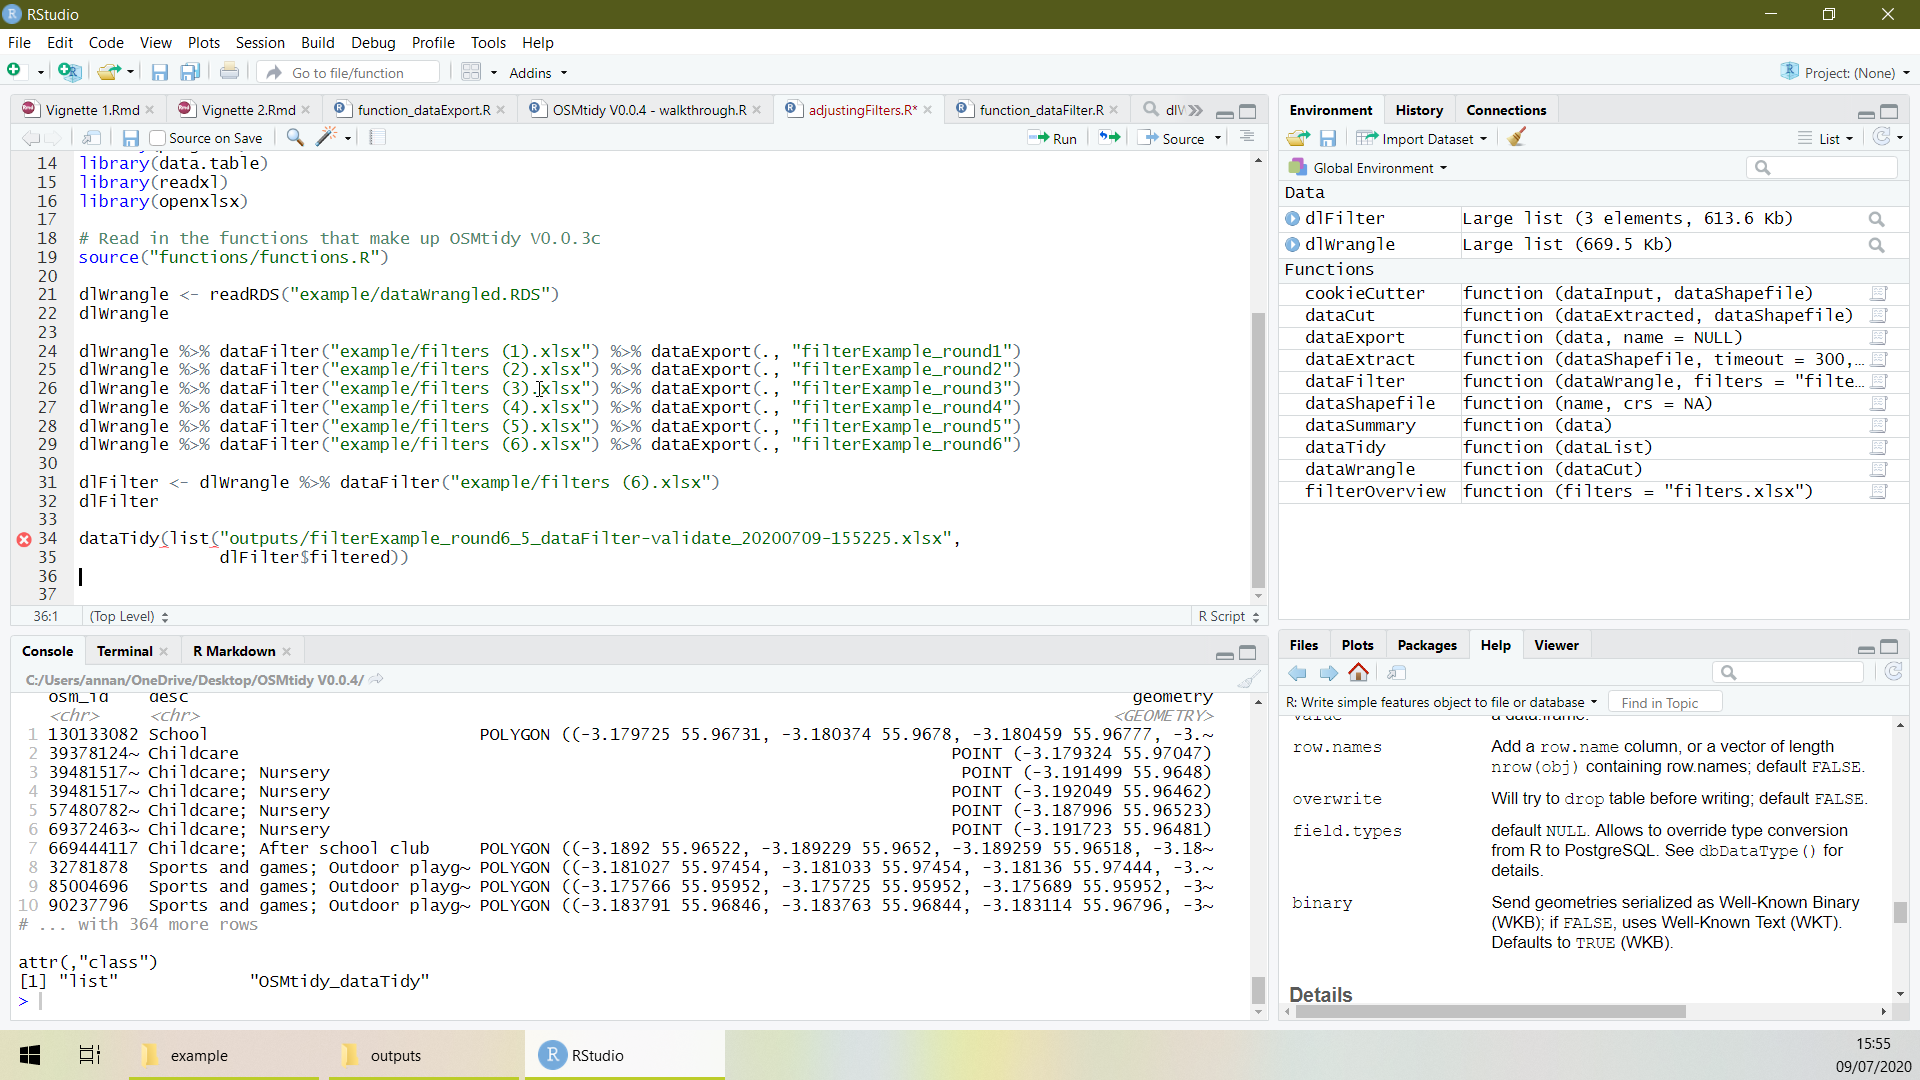 RStudio
File Edit Code View Plots Session Build Debug Profile Tools Help
Go to file/function Addins Project: (None)
Vignette 1.Rmd Vignette 2.Rmd function_dataExport.R OSMtidy V0.0.4 - walkthrough.R adjustingFilters.R* function_dataFilter.R
Source on Save Run Source
14 library(data.table)
15 library(readxl)
16 library(openxlsx)
17
18 # Read in the functions that make up OSMtidy V0.0.3c
19 source("functions/functions.R")
20
21 dlWrangle <- readRDS("example/dataWrangled.RDS")
22 dlWrangle
23
24 dlWrangle %>% dataFilter("example/filters (1).xlsx") %>% dataExport(., "filterExample_round1")
25 dlWrangle %>% dataFilter("example/filters (2).xlsx") %>% dataExport(., "filterExample_round2")
26 dlWrangle %>% dataFilter("example/filters (3).xlsx") %>% dataExport(., "filterExample_round3")
27 dlWrangle %>% dataFilter("example/filters (4).xlsx") %>% dataExport(., "filterExample_round4")
28 dlWrangle %>% dataFilter("example/filters (5).xlsx") %>% dataExport(., "filterExample_round5")
29 dlWrangle %>% dataFilter("example/filters (6).xlsx") %>% dataExport(., "filterExample_round6")
30
31 dlFilter <- dlWrangle %>% dataFilter("example/filters (6).xlsx")
32 dlFilter
33
34 dataTidy(list("outputs/filterExample_round6_5_dataFilter-validate_20200709-155225.xlsx",
35 dlFilter$filtered))
36
37
36:1 (Top Level) R Script
Console Terminal R Markdown
C:/Users/annan/OneDrive/Desktop/OSMtidy V0.0.4/
osm_id desc geometry
<chr> <chr> <GEOMETRY>
1 130133082 School POLYGON ((-3.179725 55.96731, -3.180374 55.9678, -3.180459 55.96777, -3.~
2 39378124~ Childcare POINT (-3.179324 55.97047)
3 39481517~ Childcare; Nursery POINT (-3.191499 55.9648)
4 39481517~ Childcare; Nursery POINT (-3.192049 55.96462)
5 57480782~ Childcare; Nursery POINT (-3.187996 55.96523)
6 69372463~ Childcare; Nursery POINT (-3.191723 55.96481)
7 669444117 Childcare; After school club POLYGON ((-3.1892 55.96522, -3.189229 55.9652, -3.189259 55.96518, -3.18~
8 32781878 Sports and games; Outdoor playg~ POLYGON ((-3.181027 55.97454, -3.181033 55.97454, -3.18136 55.97444, -3.~
9 85004696 Sports and games; Outdoor playg~ POLYGON ((-3.175766 55.95952, -3.175725 55.95952, -3.175689 55.95952, -3~
10 90237796 Sports and games; Outdoor playg~ POLYGON ((-3.183791 55.96846, -3.183763 55.96844, -3.183114 55.96796, -3~
# ... with 364 more rows
attr(,"class")
[1] "list" "OSMtidy_dataTidy"
>
Environment History Connections
Import Dataset List
Global Environment
Data
dlFilter Large list (3 elements, 613.6 Kb)
dlWrangle Large list (669.5 Kb)
Functions
cookieCutter function (dataInput, dataShapefile)
dataCut function (dataExtracted, dataShapefile)
dataExport function (data, name = NULL)
dataExtract function (dataShapefile, timeout = 300,...
dataFilter function (dataWrangle, filters = "filte...
dataShapefile function (name, crs = NA)
dataSummary function (data)
dataTidy function (dataList)
dataWrangle function (dataCut)
filterOverview function (filters = "filters.xlsx")
Files Plots Packages Help Viewer
R: Write simple features object to file or database Find in Topic
value a data.frame.
row.names Add a row.name column, or a vector of length
nrow(obj) containing row.names; default FALSE.
overwrite Will try to drop table before writing; default FALSE.
field.types default NULL. Allows to override type conversion
from R to PostgreSQL. See dbDataType() for
details.
binary Send geometries serialized as Well-Known Binary
(WKB); if FALSE, uses Well-Known Text (WKT).
Defaults to TRUE (WKB).
Details
example outputs RStudio
15:55
09/07/2020